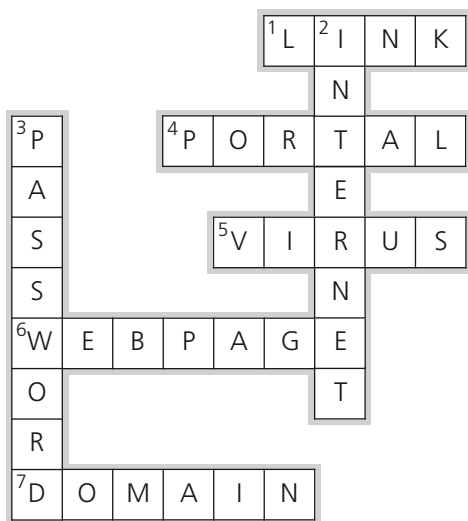 1L 2I N K
N
3P 4P O R T A L
A E
S 5V I R U S
S N
6W E B P A G E
O T
R
7D O M A I N